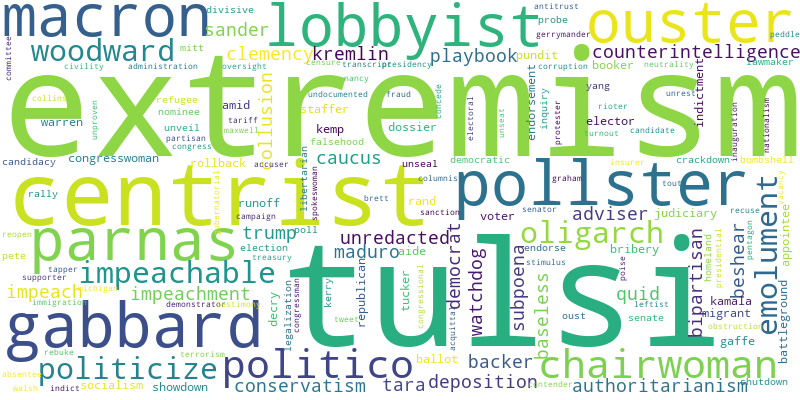 macron
divisive
sander
lobbyist
antitrust
probe
gerrymander
ouster
peddle
committee
woodward
mitt
clemency
kremlin
playbook
pundit
counterintelligence
civility
administration
oversight
censure
transcript
presidency
corruption
booker
neutrality
lawmaker
extremism
collins
unproven
refugee
nominee
undocumented
fraud
concede
endorsement
yang
unrest
indictment
warren
unveil
amid
tariff
staffer
inquiry
rioter
protester
partisan
congress
maxwell
kemp
dossier
electoral
unseat
elector
turnout
candidate
inauguration
nationalism
falsehood
candidacy
congresswoman
rollback
accuser
libertarian
caucus
unseal
democratic
crackdown
bombshell
insurer
centrist
gubernatorial
spokeswoman
brett
columnist
graham
tout
pollster
rally
runoff
campaign
rand
sanction
voter
senator
adviser
judiciary
recuse
pentagon
appointee
reopen
parnas
trump
poll
unredacted
democrat
oligarch
pete
election
treasury
maduro
aide
endorse
bribery
homeland
presidential
tapper
supporter
impeachable
stimulus
poise
bipartisan
beshear
emolument
tulsi
impeach
immigration
michigan
impeachment
decry
legalization
congressman
kerry
republican
tucker
congressional
watchdog
subpoena
baseless
quid
leftist
kamala
migrant
gabbard
demonstrator
testimony
tweet
acquittal
oust
senate
obstruction
gaffe
battleground
rebuke
terrorism
politico
ballot
backer
chairwoman
absentee
politicize
walsh
indict
socialism
showdown
conservatism
tara
deposition
contender
authoritarianism
shutdown